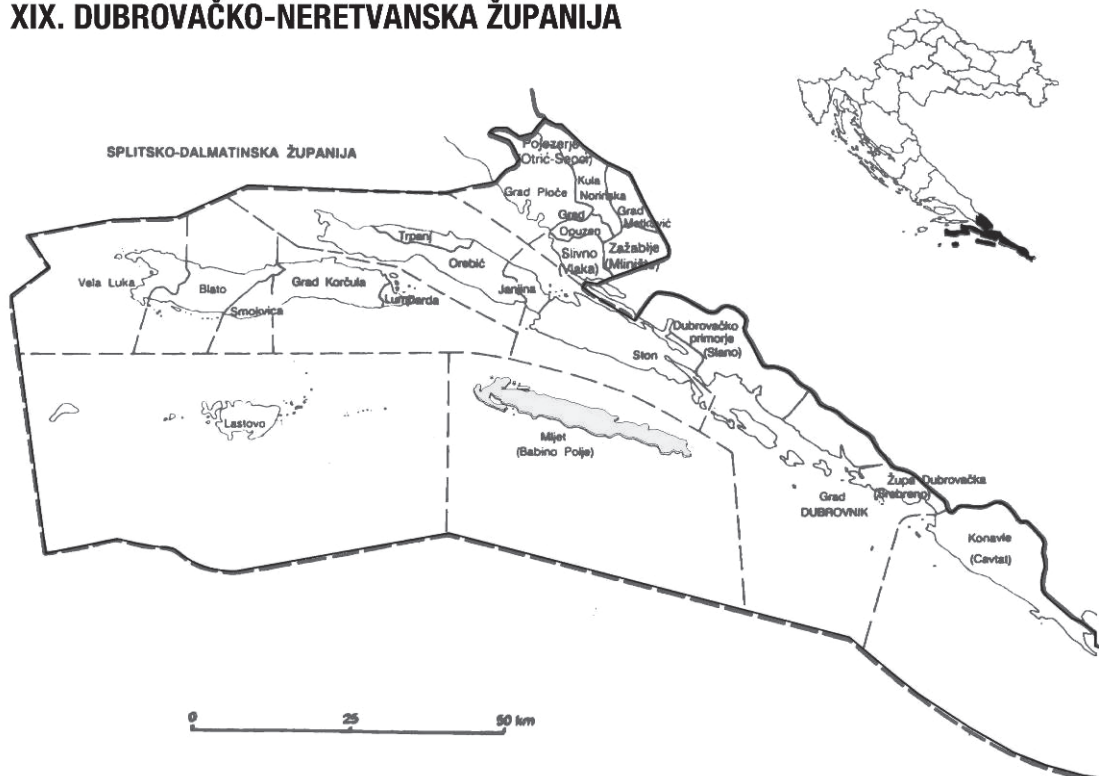 XIX. DUBROVAČKO-NERETVANSKA ŽUPANIJA
SPLITSKO-DALMATINSKA ŽUPANIJA
Pojezerje
(Otrić-Seoci)
Kula
Norinska
Grad Ploče
Grad
Metković
Grad
Opuzen
Slivno
(Vlaka)
Zažablje
(Mlinište)
Trpanj
Orebić
Vela Luka
Blato
Grad Korčula
Lumbarda
Janjina
Smokvica
Dubrovačko
primorje
(Slano)
Ston
Lastovo
Mljet
(Babino Polje)
Župa Dubrovačka
(Srebreno)
Grad
DUBROVNIK
Konavle
(Cavtat)
0 25 50 km